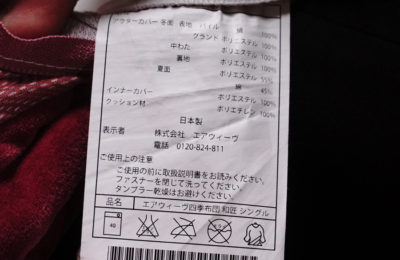 アウターカバー 冬面 表地 パイル 綿 100%
グランド ポリエステル 100%
中わた ポリエステル 100%
裏地 ポリエステル 100%
夏面 ポリエステル 55%
綿 45%
インナーカバー ポリエステル 100%
クッション材 ポリエチレン 100%
日本製
表示者 株式会社 エアウィーヴ
電話 0120-824-811
ご使用上の注意
ご使用の前に取扱説明書をお読みください。
ファスナーを閉じて洗ってください。
タンブラー乾燥はお避けください。
品名 エアウィーヴ四季布団 和匠 シングル
40